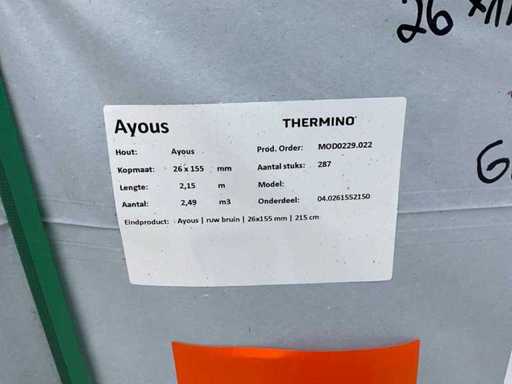 26 x
Ayous THERMINO
Hout: Ayous Prod. Order: MOD0229.022
Kopmaat: 26 x 155 mm Aantal stuks: 287
Lengte: 2,15 m Model:
Aantal: 2,49 m3 Onderdeel: 04.0261552150
Eindproduct: Ayous | ruw bruin | 26x155 mm | 215 cm